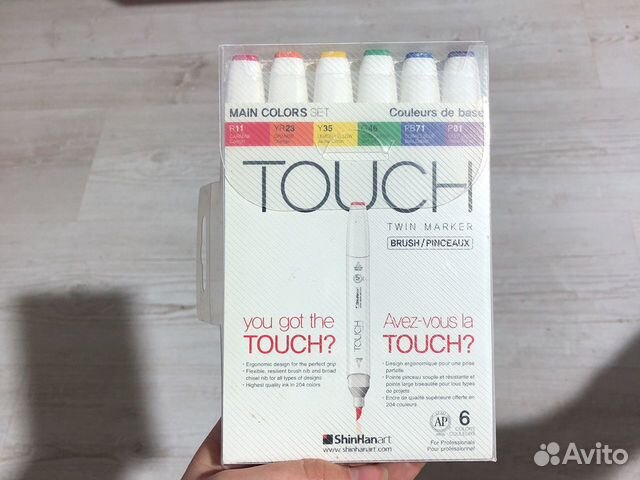 MAIN COLORS SET Couleurs de base
R11 YR23 Y35 PB71 P81
CARMINE ORANGE
TOUCH
TWIN MARKER
BRUSH/PINCEAUX
ShinHanart
TOUCH
you got the
TOUCH?
• Ergonomic design for the perfect grip
• Flexible, resilient brush nib and broad
chisel nib for all types of designs
• Highest quality ink in 204 colors
Avez-vous la
TOUCH?
• Design ergonomique pour une prise
parfaite
• Pointe pinceau souple et résistante et
pointe large biseautée pour tous types
de projets
• Encre de qualité supérieure offerte en
204 couleurs
AP
6
COLORS
COULEURS
ShinHanart
www.shinhanart.com
For Professionals
Pour professionnel
Avito